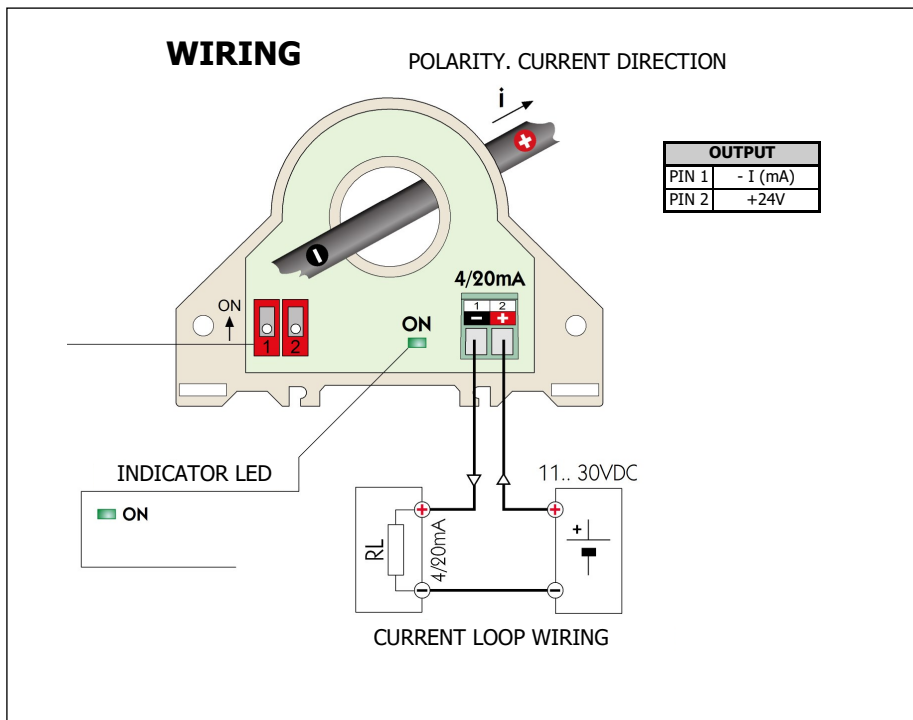 WIRING
POLARITY. CURRENT DIRECTION
i
+
OUTPUT
PIN 1 - I (mA)
PIN 2 +24V
−
4/20mA
ON
1 2
− +
ON
1 2
INDICATOR LED
ON
11.. 30VDC
+ +
+
RL
4/20mA
− −
CURRENT LOOP WIRING